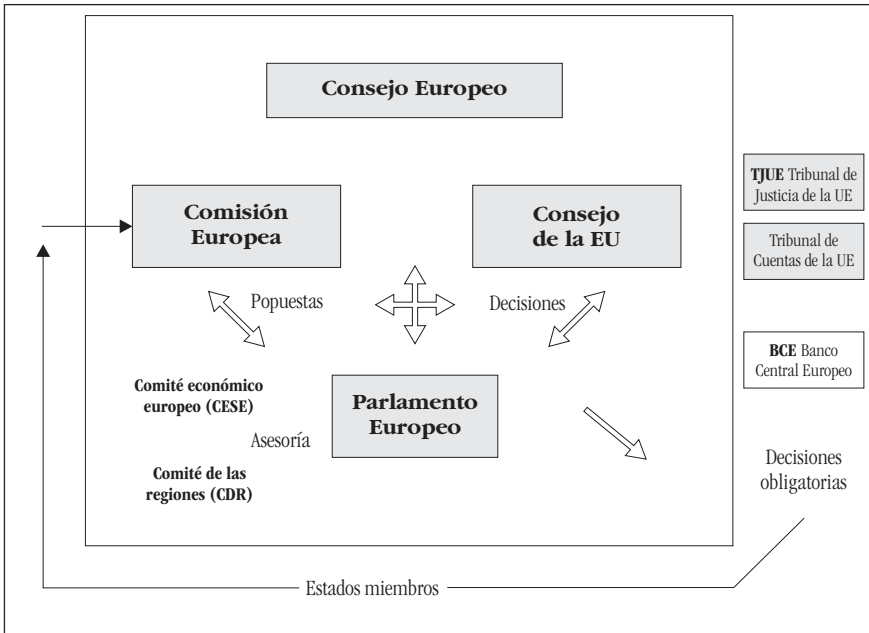 Consejo Europeo
Comisión
Europea
Consejo
de la EU
TJUE Tribunal de
Justicia de la UE
Tribunal de
Cuentas de la UE
Popuestas
Decisiones
BCE Banco
Central Europeo
Comité económico
europeo (CESE)
Parlamento
Europeo
Asesoría
Comité de las
regiones (CDR)
Decisiones
obligatorias
Estados miembros